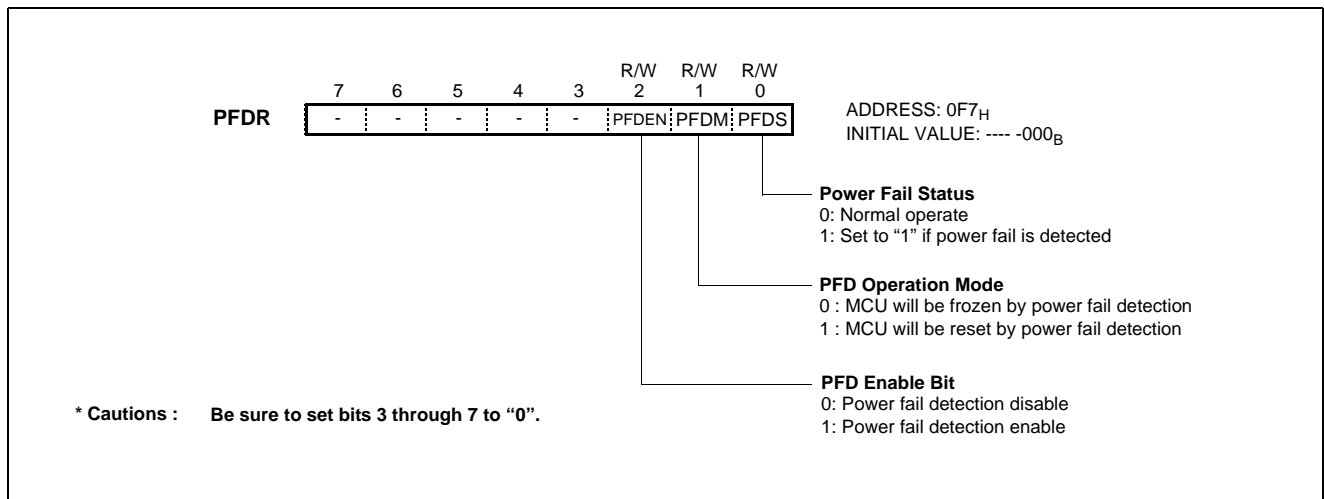 R/W R/W R/W
7 6 5 4 3 2 1 0
PFDR - - - - - PFDEN PFDM PFDS
ADDRESS: 0F7H
INITIAL VALUE: ---- -000B
Power Fail Status
0: Normal operate
1: Set to “1” if power fail is detected
PFD Operation Mode
0 : MCU will be frozen by power fail detection
1 : MCU will be reset by power fail detection
PFD Enable Bit
0: Power fail detection disable
1: Power fail detection enable
* Cautions : Be sure to set bits 3 through 7 to “0”.